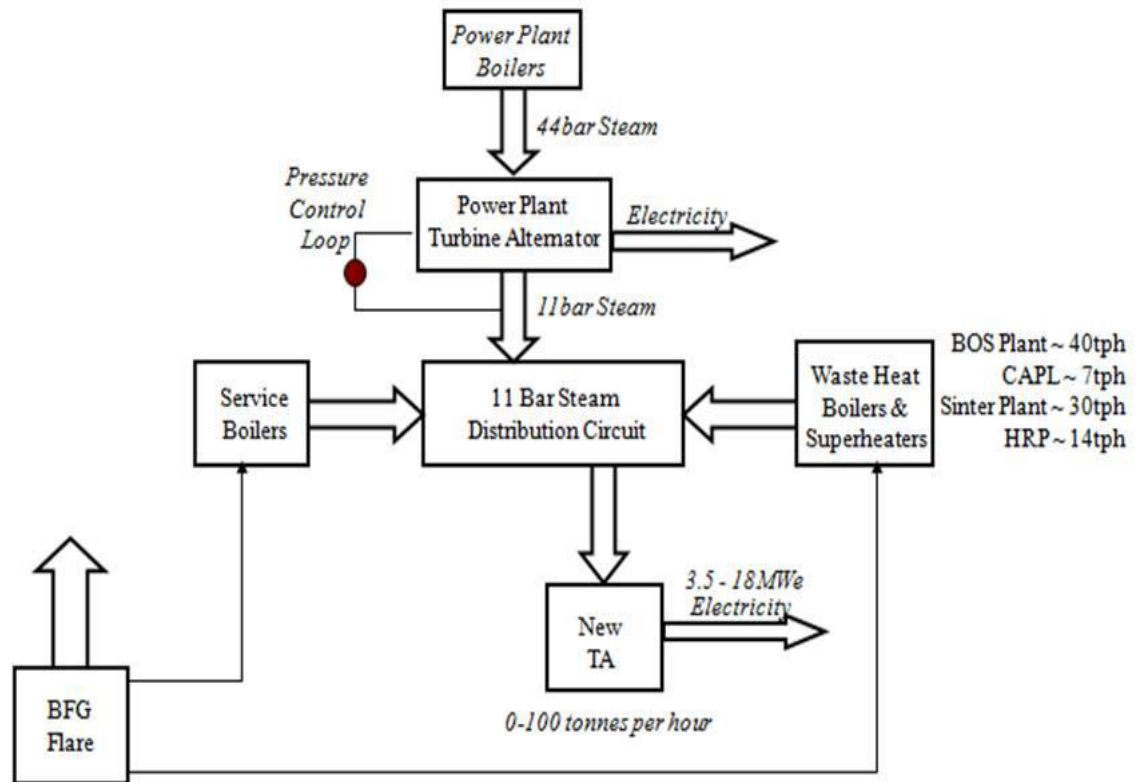 Power Plant
Boilers
44bar Steam
Pressure
Control
Loop
Power Plant
Turbine Alternator
Electricity
11bar Steam
Service
Boilers
11 Bar Steam
Distribution Circuit
Waste Heat
Boilers &
Superheaters
BOS Plant ~ 40tph
CAPL ~ 7tph
Sinter Plant ~ 30tph
HRP ~ 14tph
New
TA
3.5 - 18MWe
Electricity
0-100 tonnes per hour
BFG
Flare